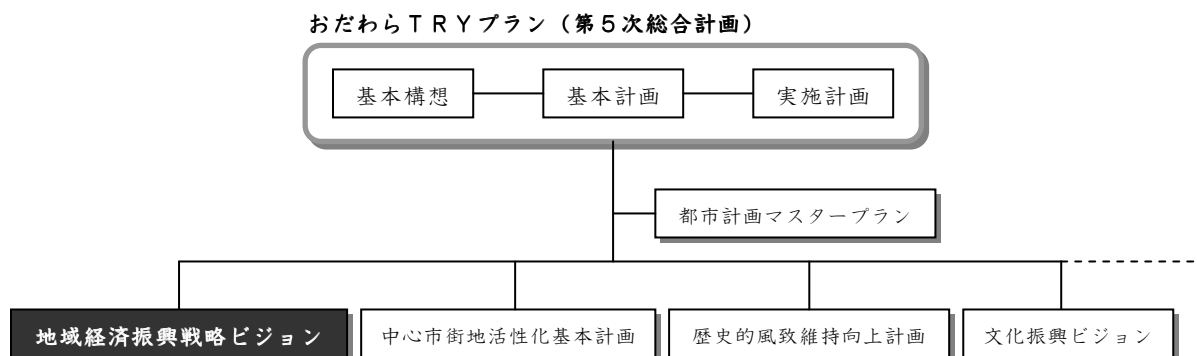 おだわらＴＲＹプラン（第５次総合計画）
基本構想
基本計画
実施計画
都市計画マスタープラン
地域経済振興戦略ビジョン
中心市街地活性化基本計画
歴史的風致維持向上計画
文化振興ビジョン